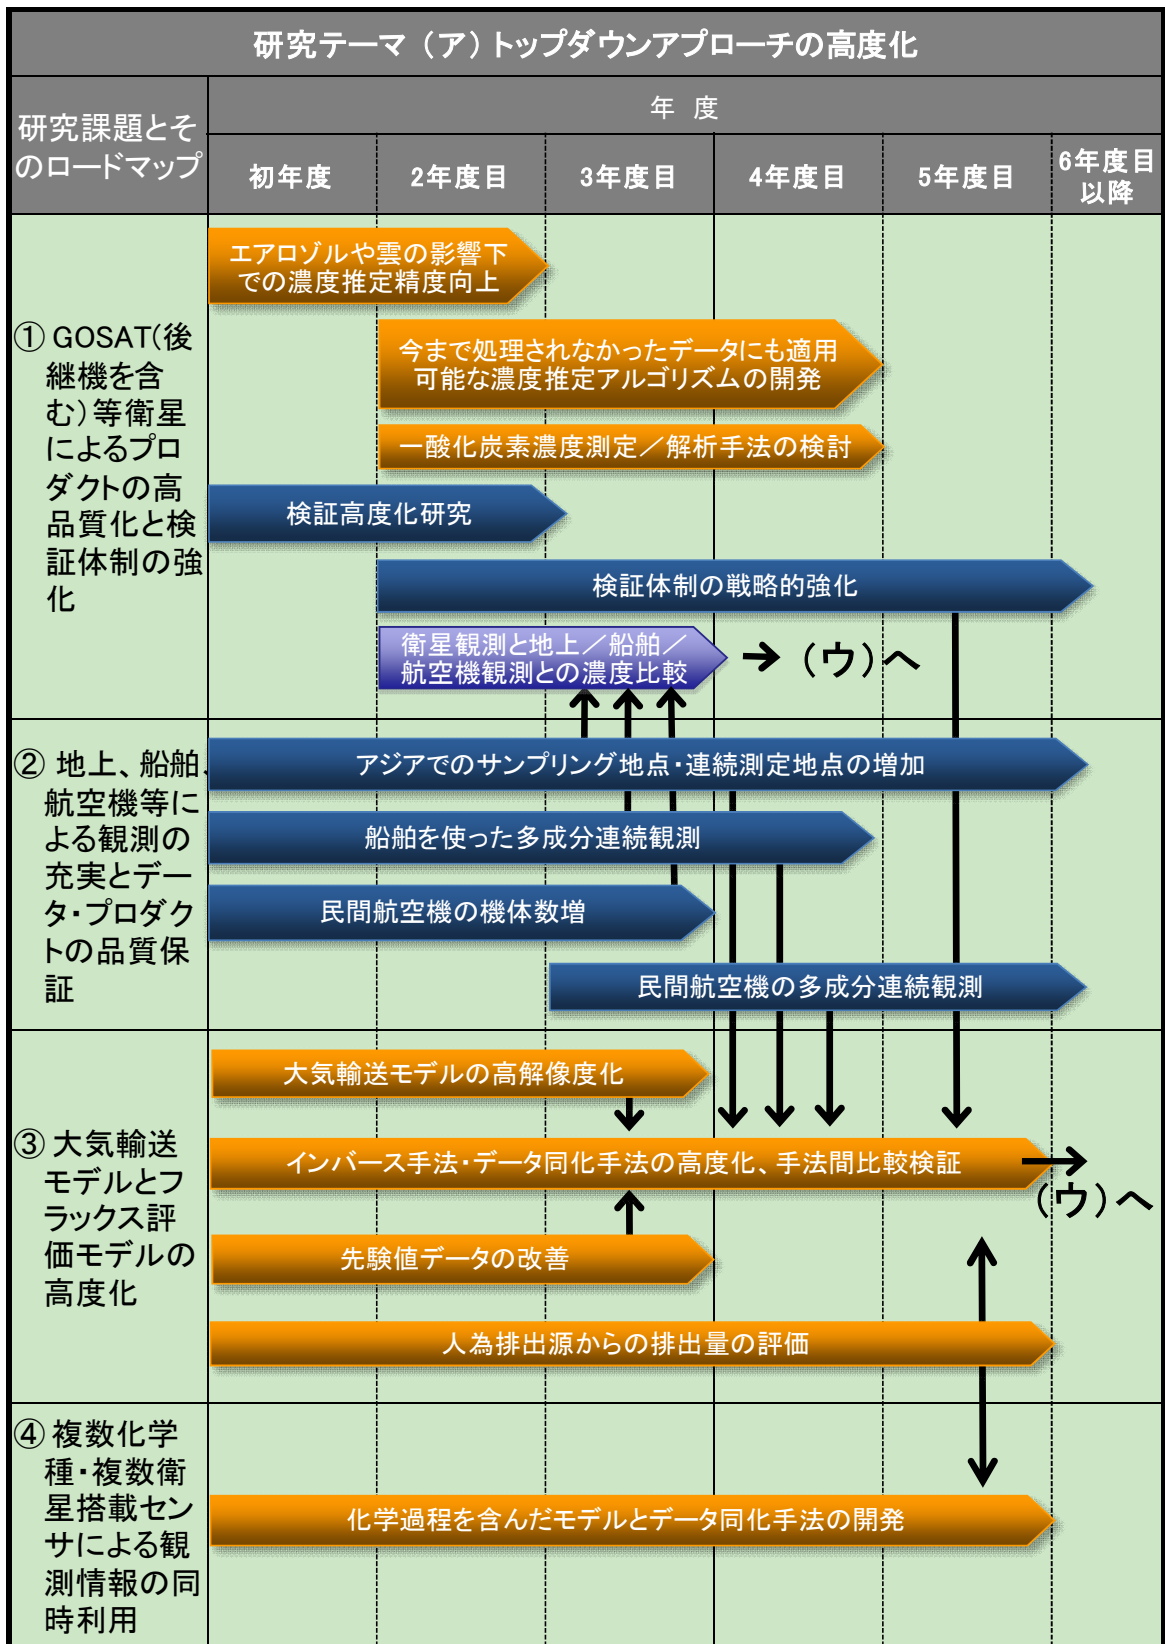 研究テーマ（ア）トップダウンアプローチの高度化
研究課題とそ
のロードマップ
年 度
初年度
2年度目
3年度目
4年度目
5年度目
6年度目
以降
① GOSAT(後
継機を含
む)等衛星
によるプロ
ダクトの高
品質化と検
証体制の強
化
エアロゾルや雲の影響下
での濃度推定精度向上
今まで処理されなかったデータにも適用
可能な濃度推定アルゴリズムの開発
一酸化炭素濃度測定／解析手法の検討
検証高度化研究
検証体制の戦略的強化
衛星観測と地上／船舶／
航空機観測との濃度比較
（ウ）へ
② 地上、船舶、
航空機等に
よる観測の
充実とデー
タ・プロダク
トの品質保
証
アジアでのサンプリング地点・連続測定地点の増加
船舶を使った多成分連続観測
民間航空機の機体数増
民間航空機の多成分連続観測
③ 大気輸送
モデルとフ
ラックス評
価モデルの
高度化
大気輸送モデルの高解像度化
インバース手法・データ同化手法の高度化、手法間比較検証
（ウ）へ
先験値データの改善
人為排出源からの排出量の評価
④ 複数化学
種・複数衛
星搭載セン
サによる観
測情報の同
時利用
化学過程を含んだモデルとデータ同化手法の開発